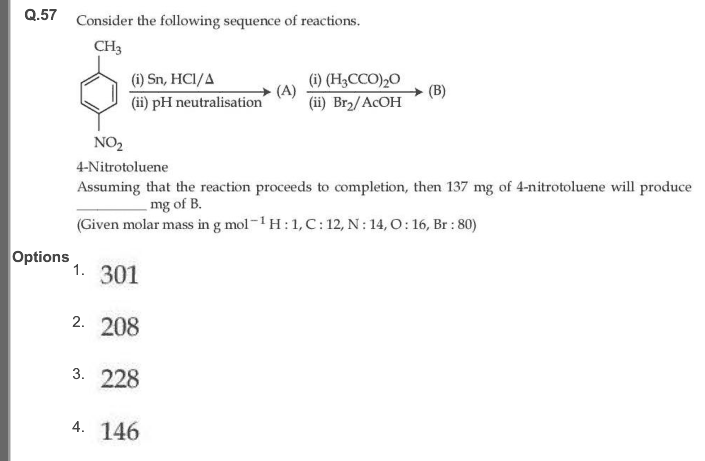 Q.57 Consider the following sequence of reactions.
CH₃
(i) Sn, HCl/Δ
(ii) pH neutralisation
(A)
(i) (H₃CCO)₂O
(ii) Br₂/AcOH
(B)
NO₂
4-Nitrotoluene
Assuming that the reaction proceeds to completion, then 137 mg of 4-nitrotoluene will produce
________ mg of B.
(Given molar mass in g mol⁻¹ H : 1, C : 12, N : 14, O : 16, Br : 80)
Options
1. 301
2. 208
3. 228
4. 146